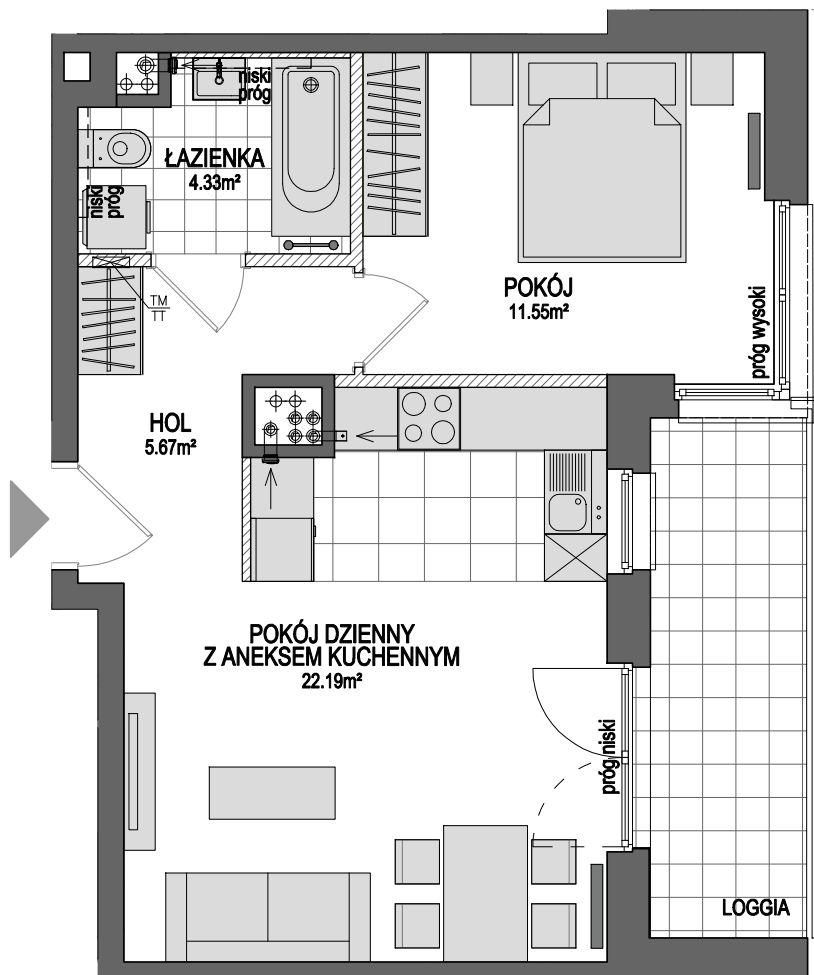 niski
próg
ŁAZIENKA
4.33m²
niski
próg
TM
TT
POKÓJ
11.55m²
próg wysoki
HOL
5.67m²
POKÓJ DZIENNY
Z ANEKSEM KUCHENNYM
22.19m²
próg niski
LOGGIA